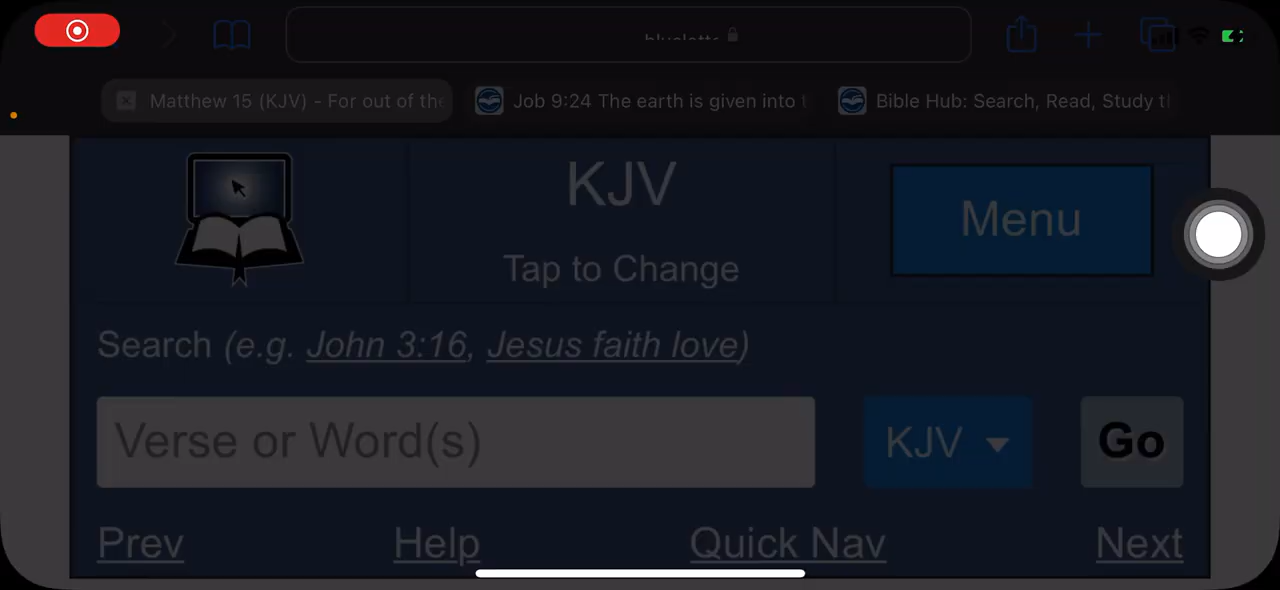 Matthew 15 (KJV) - For out of the
Job 9:24 The earth is given into t
Bible Hub: Search, Read, Study th
KJV
Tap to Change
Menu
Search (e.g. John 3:16, Jesus faith love)
Verse or Word(s)
KJV
Go
Prev
Help
Quick Nav
Next